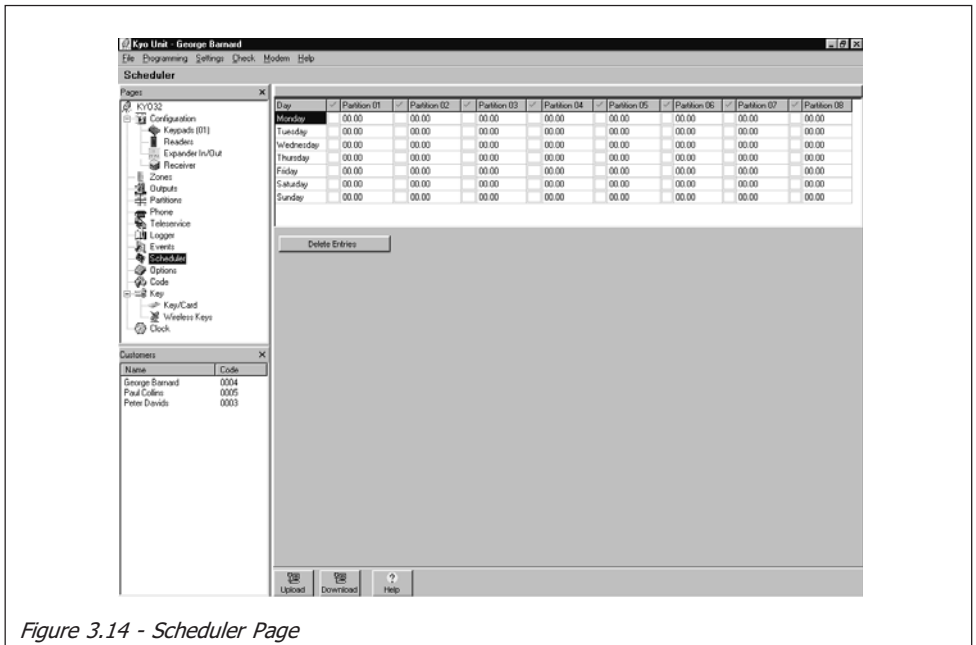 Kyo Unit - George Barnard
File Programming Settings Check Modem Help
Scheduler
Pages
KYO32
Configuration
Keypads (01)
Readers
Expander In/Out
Receiver
Zones
Outputs
Partitions
Phone
Teleservice
Logger
Events
Scheduler
Options
Code
Key
Key/Card
Wireless Keys
Clock
Customers
Name Code
George Barnard 0004
Paul Collins 0005
Peter Davids 0003
Day Partition 01 Partition 02 Partition 03 Partition 04 Partition 05 Partition 06 Partition 07 Partition 08
Monday 00.00 00.00 00.00 00.00 00.00 00.00 00.00 00.00
Tuesday 00.00 00.00 00.00 00.00 00.00 00.00 00.00 00.00
Wednesday 00.00 00.00 00.00 00.00 00.00 00.00 00.00 00.00
Thursday 00.00 00.00 00.00 00.00 00.00 00.00 00.00 00.00
Friday 00.00 00.00 00.00 00.00 00.00 00.00 00.00 00.00
Saturday 00.00 00.00 00.00 00.00 00.00 00.00 00.00 00.00
Sunday 00.00 00.00 00.00 00.00 00.00 00.00 00.00 00.00
Delete Entries
Upload Download Help
Figure 3.14 - Scheduler Page